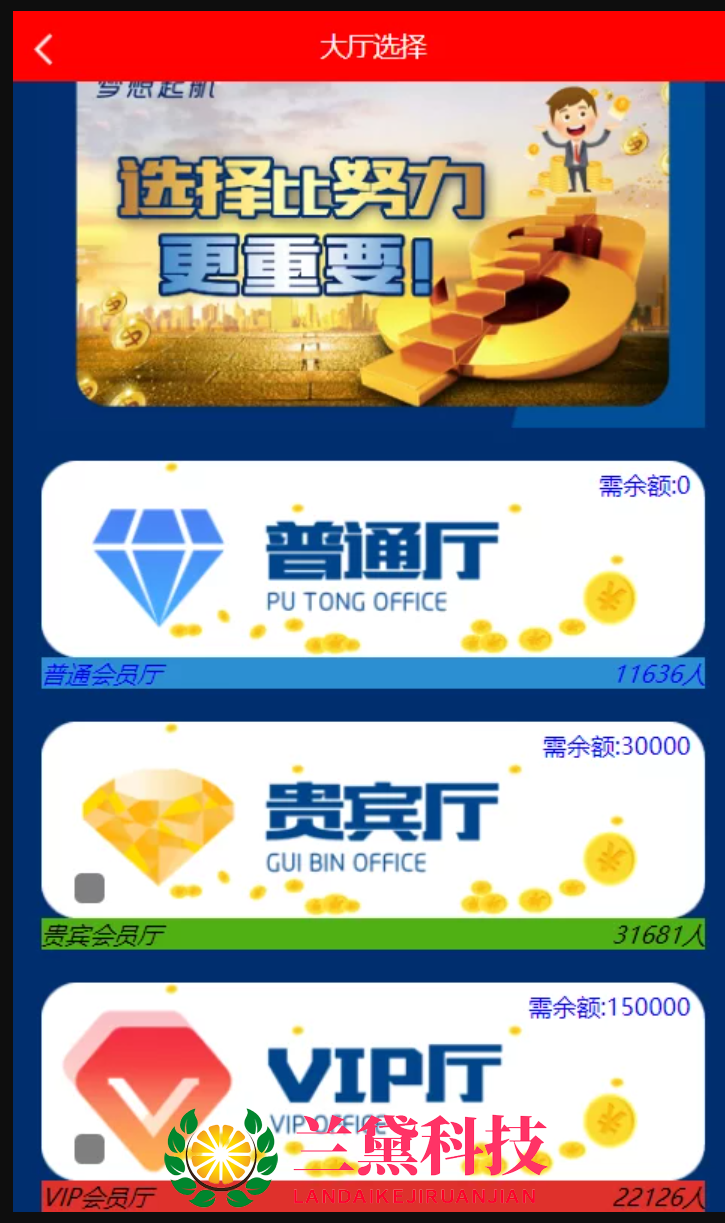 大厅选择
梦想起航
选择比努力
更重要!
需余额:0
普通厅
PU TONG OFFICE
普通会员厅 11636人
需余额:30000
贵宾厅
GUI BIN OFFICE
贵宾会员厅 31681人
需余额:150000
VIP厅
VIP OFFICE
兰黛科技
LANDAIKEJIRUANJIAN
VIP会员厅 22126人